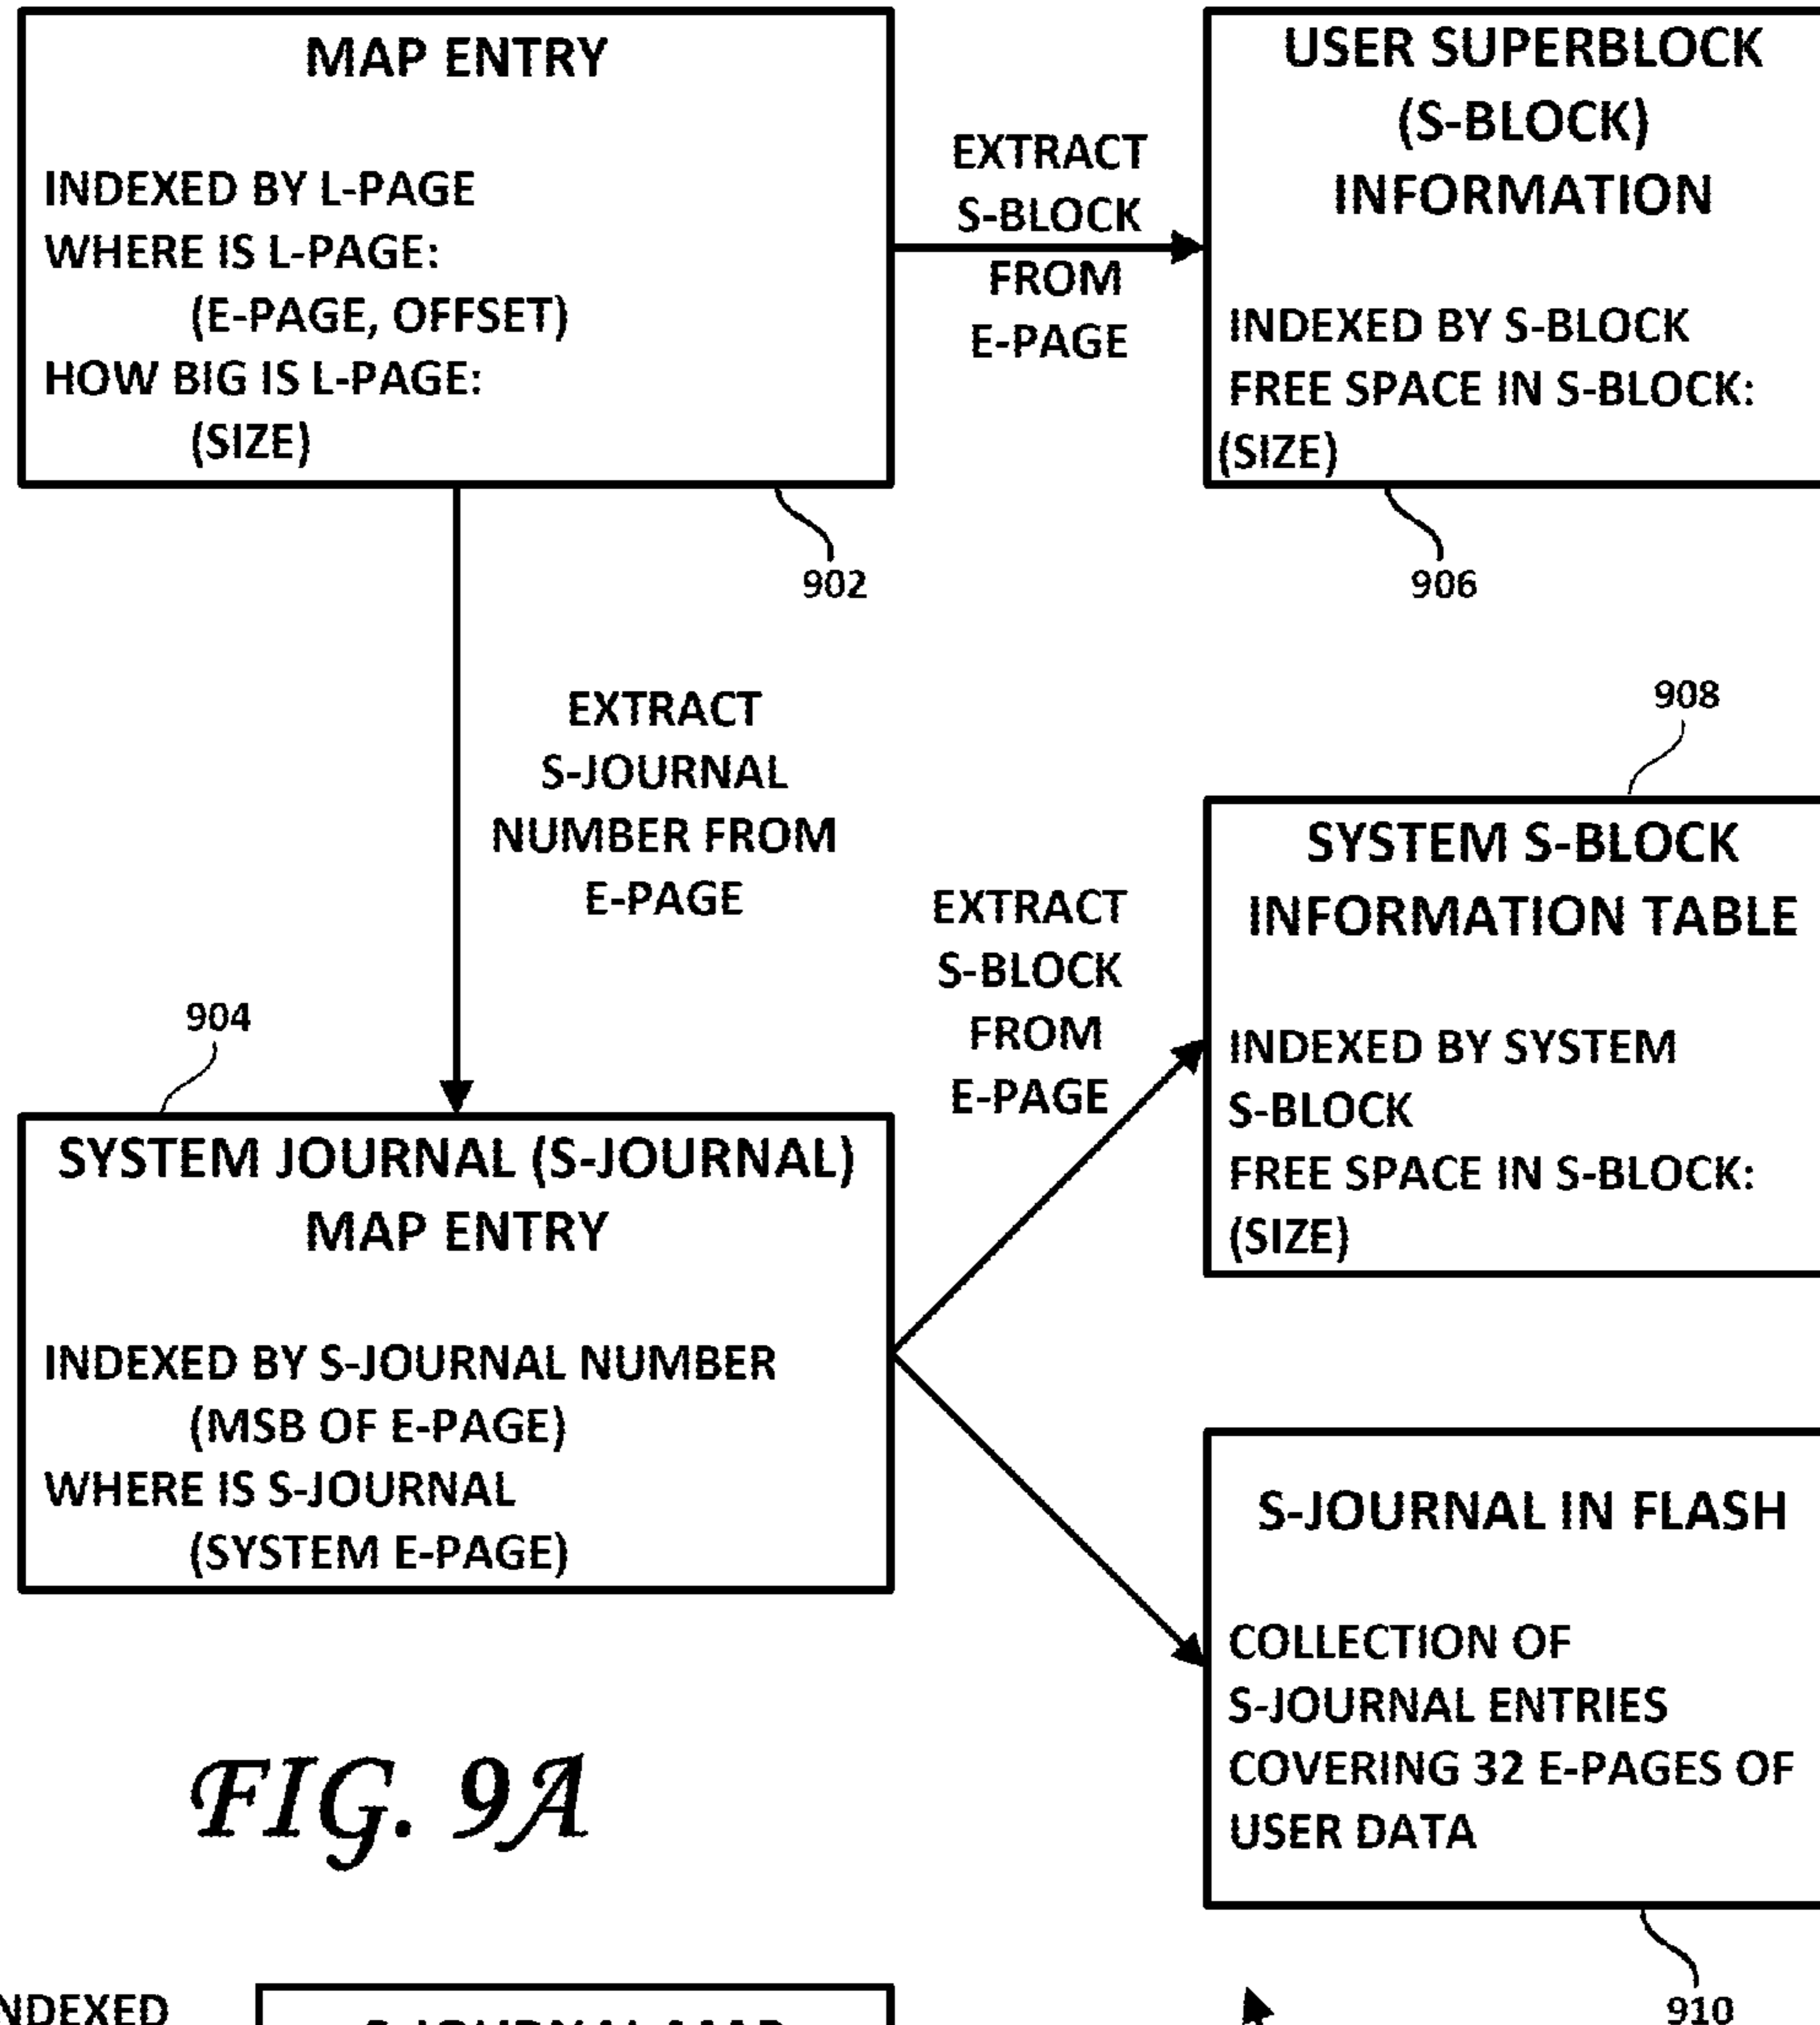 MAP ENTRY
INDEXED BY L-PAGE
WHERE IS L-PAGE:
(E-PAGE, OFFSET)
HOW BIG IS L-PAGE:
(SIZE)
902
EXTRACT
S-BLOCK
FROM
E-PAGE
USER SUPERBLOCK
(S-BLOCK)
INFORMATION
INDEXED BY S-BLOCK
FREE SPACE IN S-BLOCK:
(SIZE)
906
EXTRACT
S-JOURNAL
NUMBER FROM
E-PAGE
904
SYSTEM JOURNAL (S-JOURNAL)
MAP ENTRY
INDEXED BY S-JOURNAL NUMBER
(MSB OF E-PAGE)
WHERE IS S-JOURNAL
(SYSTEM E-PAGE)
EXTRACT
S-BLOCK
FROM
E-PAGE
908
SYSTEM S-BLOCK
INFORMATION TABLE
INDEXED BY SYSTEM
S-BLOCK
FREE SPACE IN S-BLOCK:
(SIZE)
S-JOURNAL IN FLASH
COLLECTION OF
S-JOURNAL ENTRIES
COVERING 32 E-PAGES OF
USER DATA
910
FIG. 9A
NDEXED
S-JOURNAL MAP